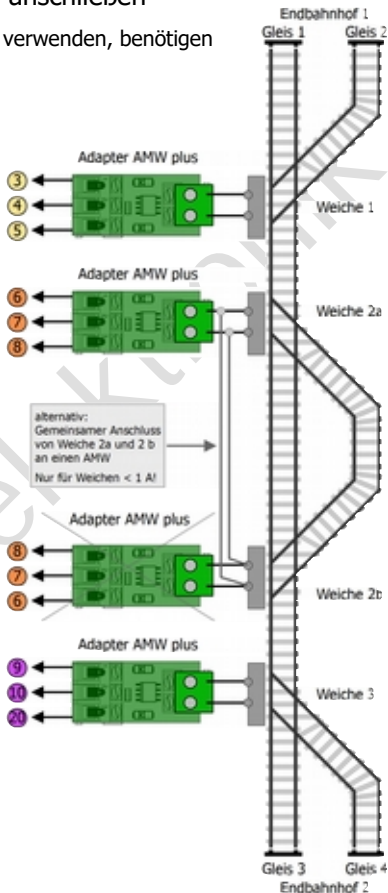 anschließen
verwenden, benötigen
Endbahnhof 1
Gleis 1 Gleis 2
Adapter AMW plus
3
4
5
Weiche 1
Adapter AMW plus
6
7
8
Weiche 2a
alternativ:
Gemeinsamer Anschluss
von Weiche 2a und 2 b
an einen AMW
Nur für Weichen < 1 A!
Adapter AMW plus
8
7
6
Weiche 2b
Adapter AMW plus
9
10
20
Weiche 3
Gleis 3 Gleis 4
Endbahnhof 2